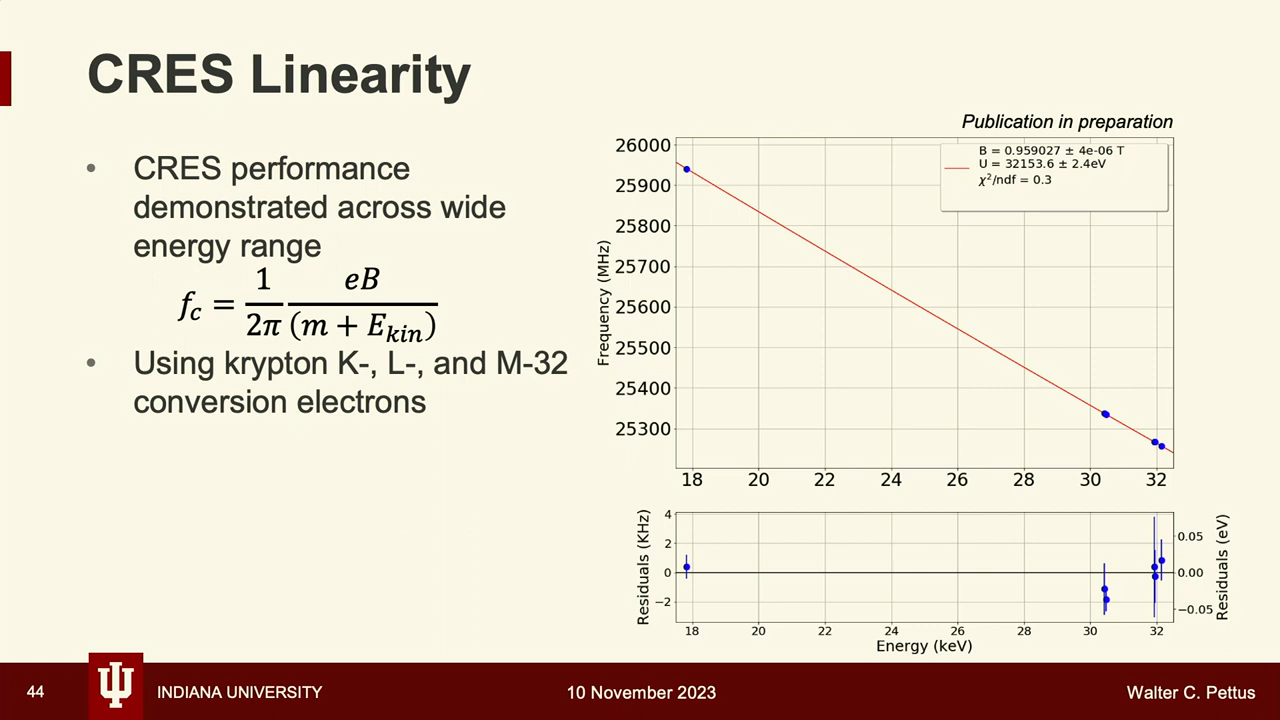 CRES Linearity
• CRES performance
demonstrated across wide
energy range
f_c = 1/2π eB/(m + E_kin)
• Using krypton K-, L-, and M-32
conversion electrons
Publication in preparation
B = 0.959027 ± 4e-06 T
U = 32153.6 ± 2.4eV
χ²/ndf = 0.3
Frequency (MHz)
26000
25900
25800
25700
25600
25500
25400
25300
18 20 22 24 26 28 30 32
Residuals (KHz)
4
2
0
−2
Residuals (eV)
0.05
0.00
−0.05
18 20 22 24 26 28 30 32
Energy (keV)
44 INDIANA UNIVERSITY 10 November 2023 Walter C. Pettus